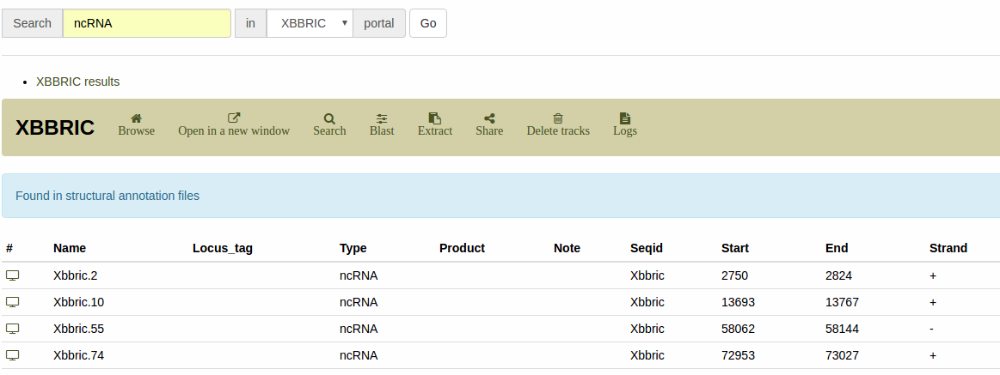 Search ncRNA in XBBRIC portal Go
XBBRIC results
XBBRIC Browse Open in a new window Search Blast Extract Share Delete tracks Logs
Found in structural annotation files
# Name Locus_tag Type Product Note Seqid Start End Strand
Xbbric.2 ncRNA Xbbric 2750 2824 +
Xbbric.10 ncRNA Xbbric 13693 13767 +
Xbbric.55 ncRNA Xbbric 58062 58144 -
Xbbric.74 ncRNA Xbbric 72953 73027 +